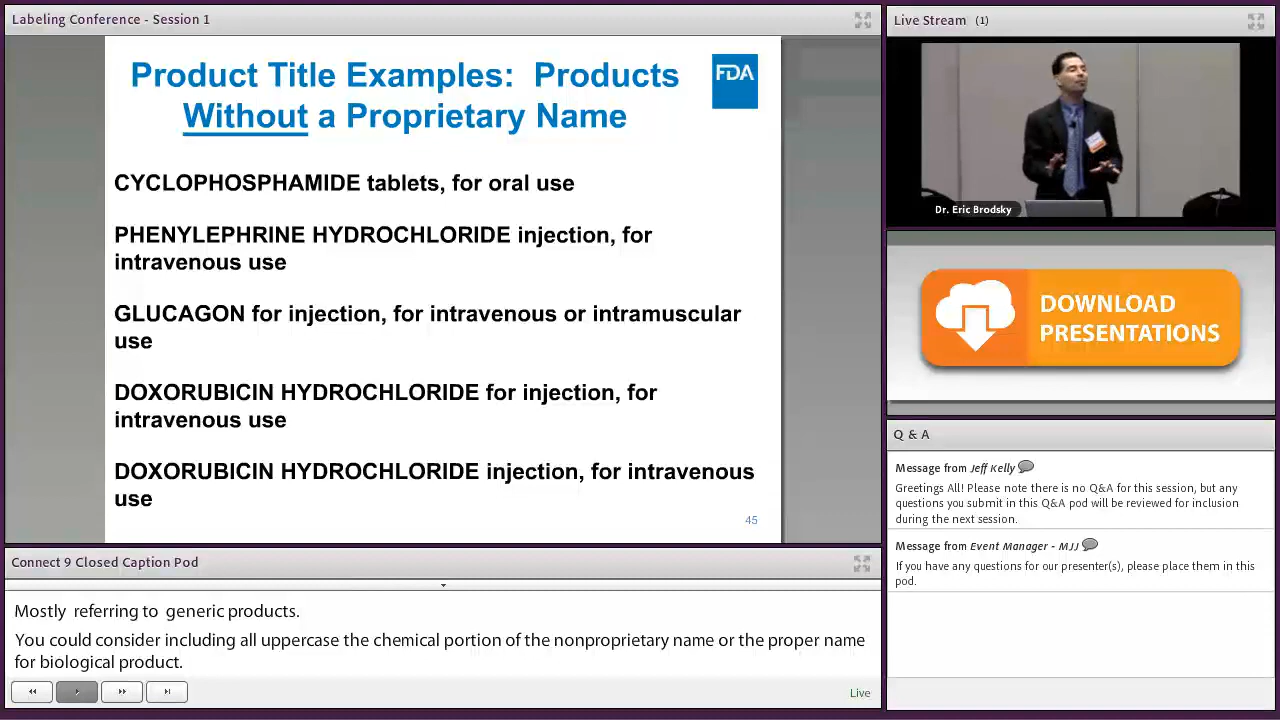 Labeling Conference - Session 1
Product Title Examples: Products
Without a Proprietary Name
FDA
CYCLOPHOSPHAMIDE tablets, for oral use
PHENYLEPHRINE HYDROCHLORIDE injection, for
intravenous use
GLUCAGON for injection, for intravenous or intramuscular
use
DOXORUBICIN HYDROCHLORIDE for injection, for
intravenous use
DOXORUBICIN HYDROCHLORIDE injection, for intravenous
use
45
Connect 9 Closed Caption Pod
Mostly referring to generic products.
You could consider including all uppercase the chemical portion of the nonproprietary name or the proper name
for biological product.
Live
Live Stream (1)
Dr. Eric Brodsky
DOWNLOAD
PRESENTATIONS
Q & A
Message from Jeff Kelly
Greetings All! Please note there is no Q&A for this session, but any
questions you submit in this Q&A pod will be reviewed for inclusion
during the next session.
Message from Event Manager - MJJ
If you have any questions for our presenter(s), please place them in this
pod.